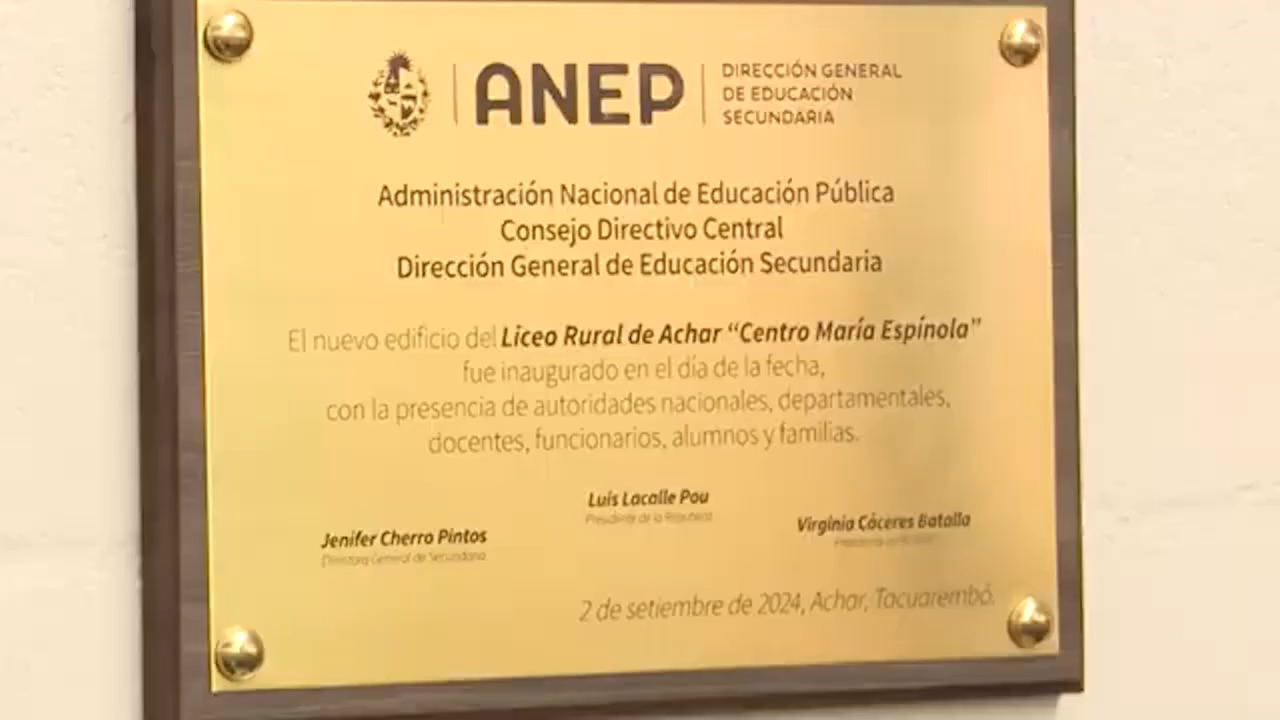 ANEP
DIRECCIÓN GENERAL
DE EDUCACIÓN
SECUNDARIA
Administración Nacional de Educación Pública
Consejo Directivo Central
Dirección General de Educación Secundaria
El nuevo edificio del Liceo Rural de Achar “Centro María Espínola”
fue inaugurado en el día de la fecha,
con la presencia de autoridades nacionales, departamentales,
docentes, funcionarios, alumnos y familias.
Luis Lacalle Pou
Presidente de la República
Jenifer Cherro Pintos
Directora General de Secundaria
Virginia Cáceres Batalla
2 de setiembre de 2024, Achar, Tacuarembó.